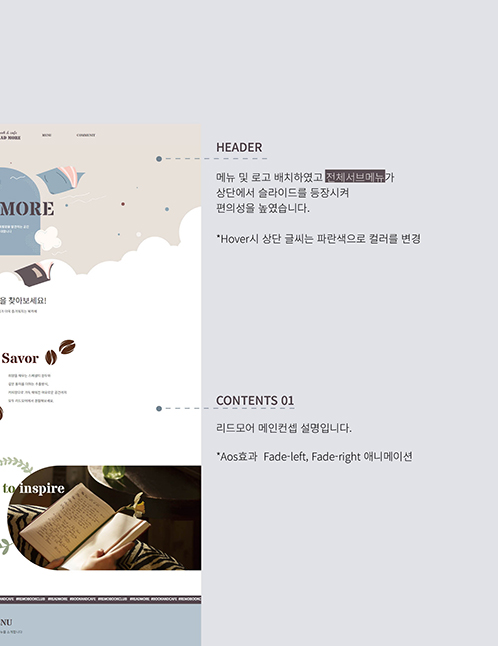 HEADER
메뉴 및 로고 배치하였고 전체서브메뉴가
상단에서 슬라이드를 등장시켜
편의성을 높였습니다.
*Hover시 상단 글씨는 파란색으로 컬러를 변경
MENU
COMMUNITY
MORE
을 찾아보세요!
Savor
CONTENTS 01
리드모어 메인컨셉 설명입니다.
*Aos효과 Fade-left, Fade-right 애니메이션
to inspire
#READMORE #BOOKANDCAFE #REMOBOOKCLUB
NU